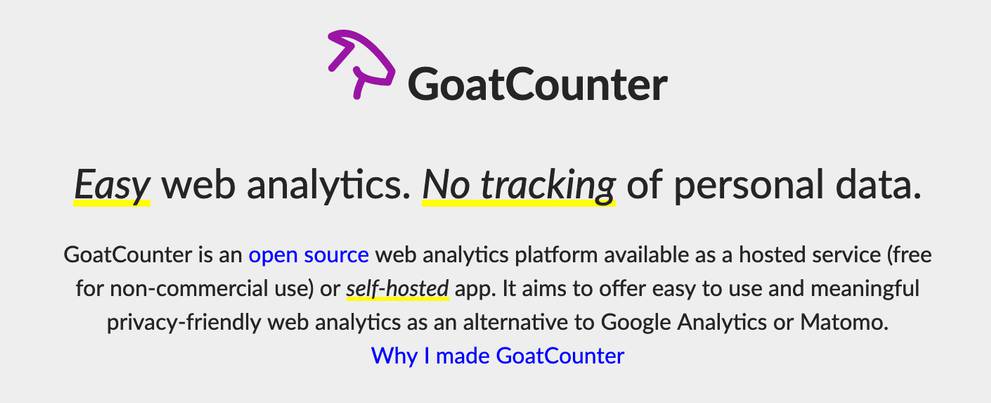 GoatCounter
Easy web analytics. No tracking of personal data.
GoatCounter is an open source web analytics platform available as a hosted service (free
for non-commercial use) or self-hosted app. It aims to offer easy to use and meaningful
privacy-friendly web analytics as an alternative to Google Analytics or Matomo.
Why I made GoatCounter